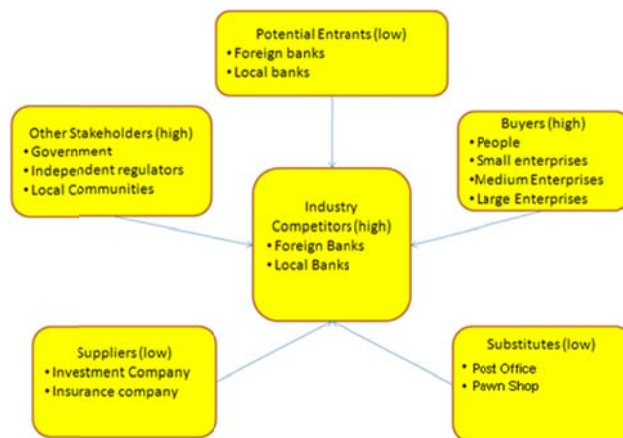 Potential Entrants (low)
• Foreign banks
• Local banks
Other Stakeholders (high)
• Government
• Independent regulators
• Local Communities
Buyers (high)
• People
• Small enterprises
• Medium Enterprises
• Large Enterprises
Industry
Competitors (high)
• Foreign Banks
• Local Banks
Suppliers (low)
• Investment Company
• Insurance company
Substitutes (low)
• Post Office
• Pawn Shop